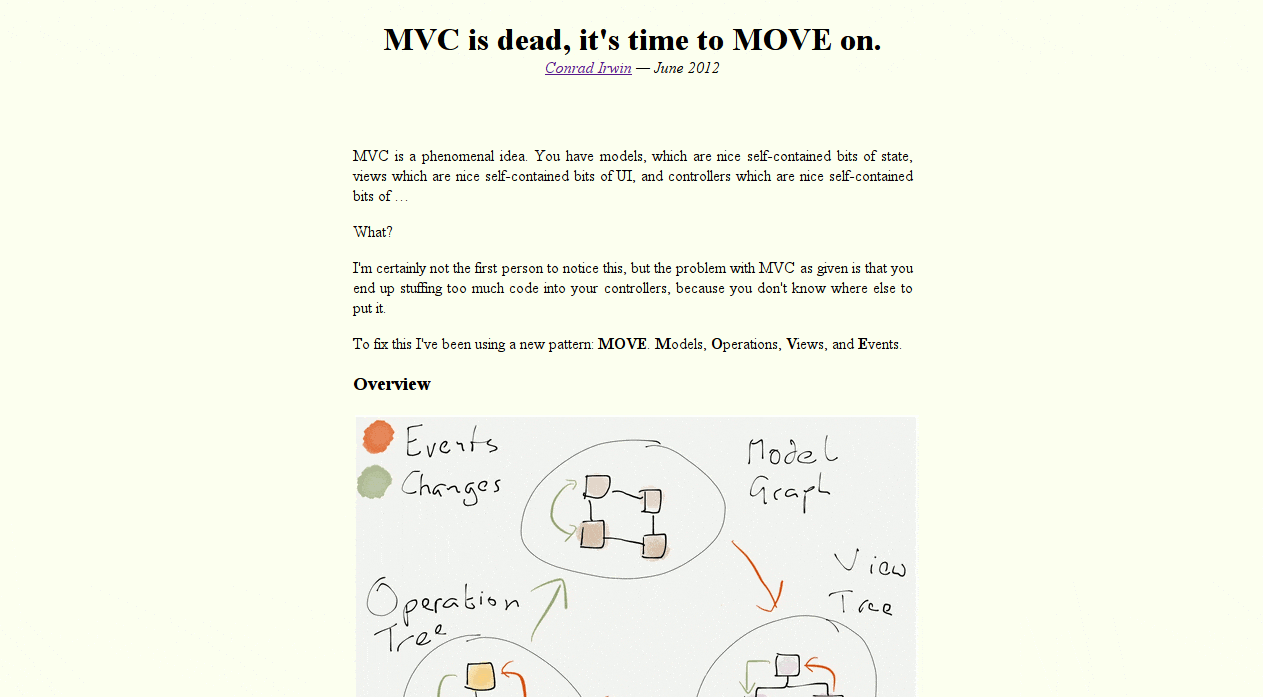 MVC is dead, it's time to MOVE on.
Conrad Irwin — June 2012
MVC is a phenomenal idea. You have models, which are nice self-contained bits of state,
views which are nice self-contained bits of UI, and controllers which are nice self-contained
bits of …
What?
I'm certainly not the first person to notice this, but the problem with MVC as given is that you
end up stuffing too much code into your controllers, because you don't know where else to
put it.
To fix this I've been using a new pattern: MOVE. Models, Operations, Views, and Events.
Overview
Events
Changes
Model
Graph
View
Tree
Operation
Tree